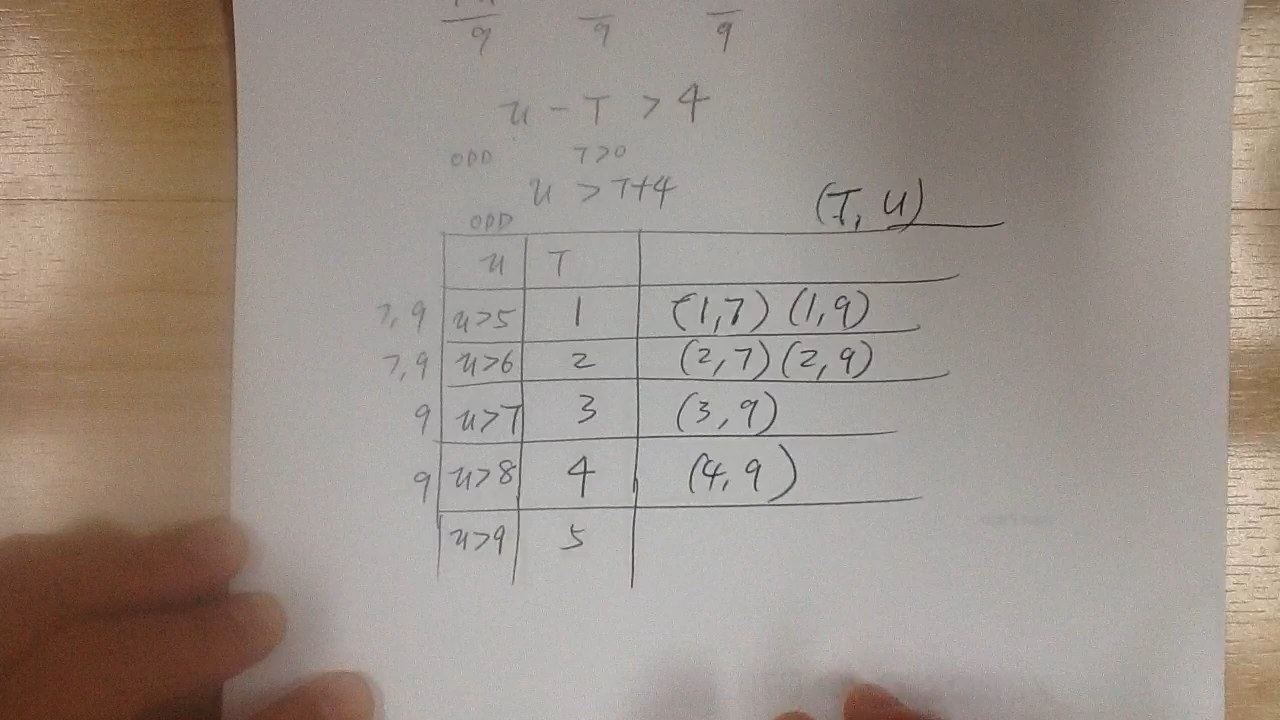 9 9 9
u - T > 4
ODD T>0
u > T+4
(T, u)
ODD
u T
7, 9 u>5 1 (1,7) (1,9)
7, 9 u>6 2 (2,7) (2,9)
9 u>7 3 (3,9)
9 u>8 4 (4,9)
u>9 5